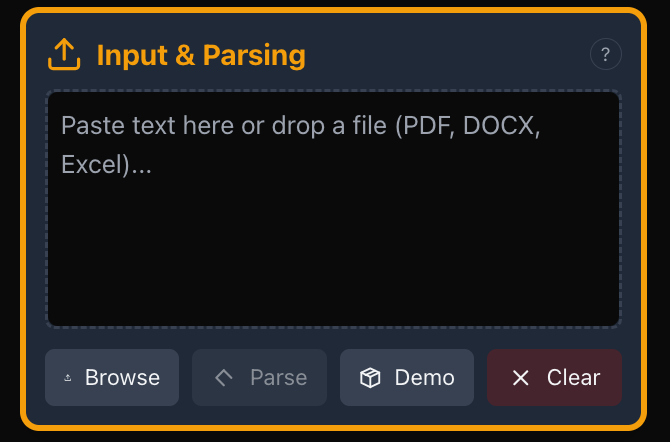 Input & Parsing
?
Paste text here or drop a file (PDF, DOCX,
Excel)...
Browse
Parse
Demo
Clear